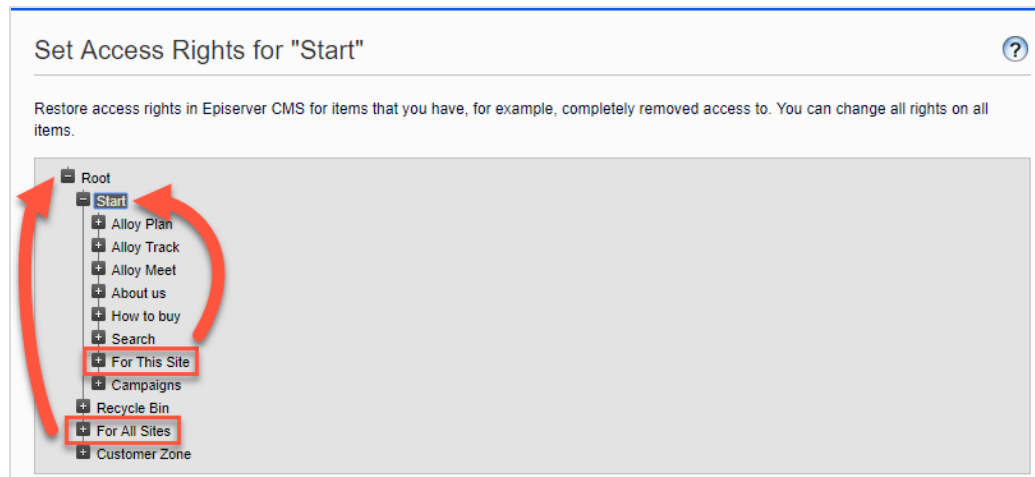 Set Access Rights for "Start"
?
Restore access rights in Episerver CMS for items that you have, for example, completely removed access to. You can change all rights on all
items.
Root
Start
Alloy Plan
Alloy Track
Alloy Meet
About us
How to buy
Search
For This Site
Campaigns
Recycle Bin
For All Sites
Customer Zone